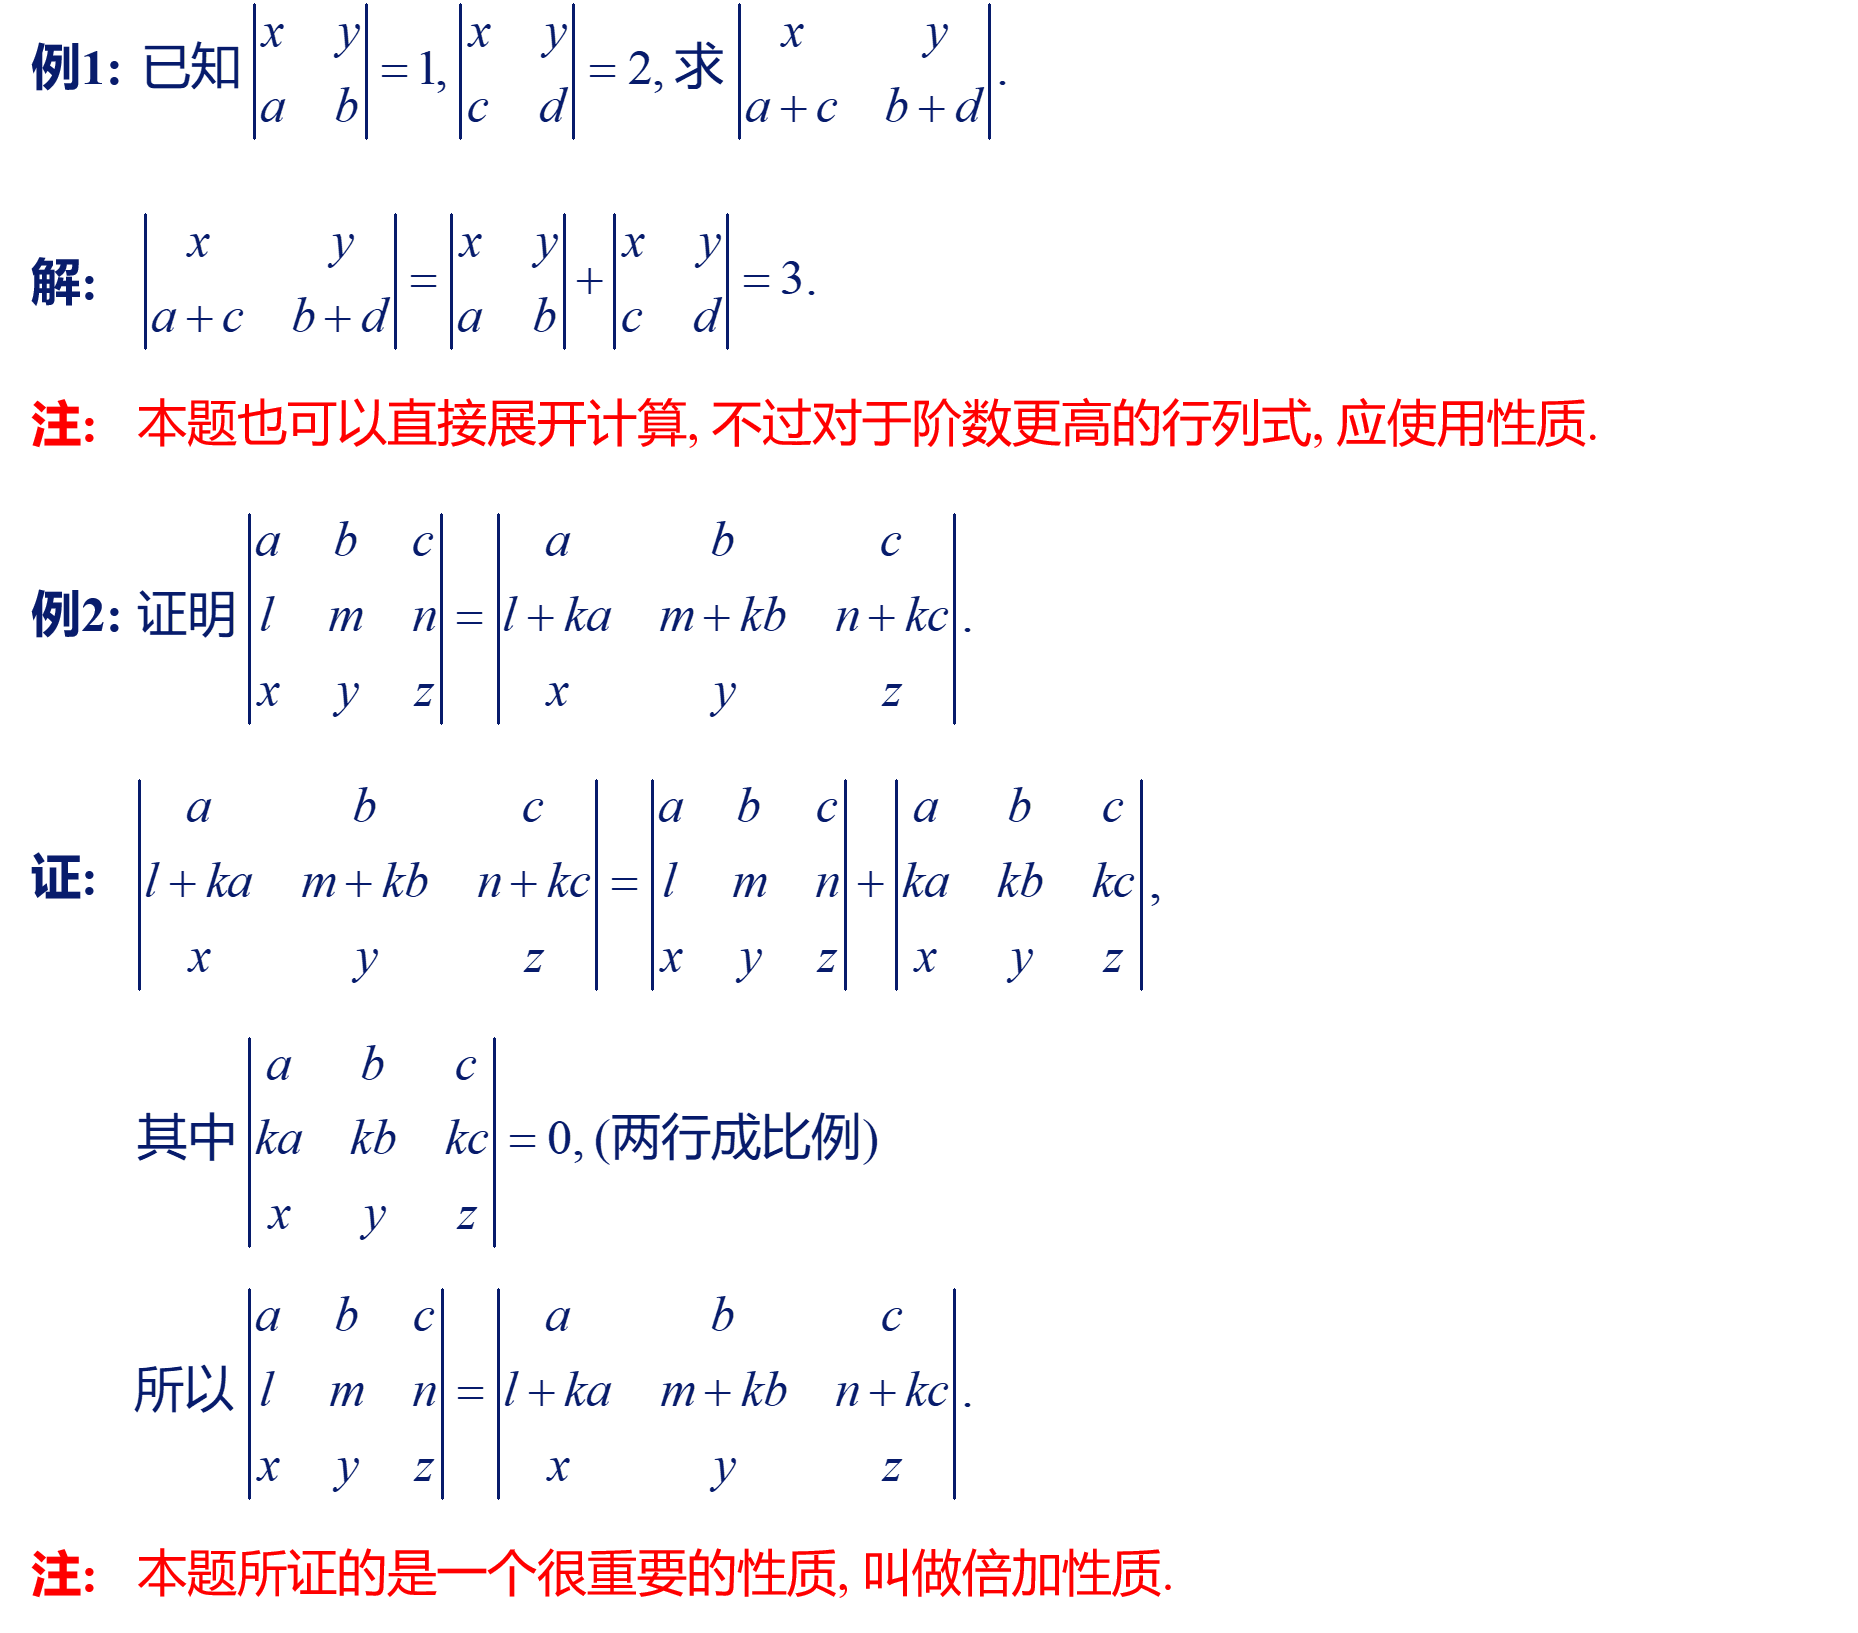 例1: 已知 $\begin{vmatrix} x & y \\ a & b \end{vmatrix} = 1, \begin{vmatrix} x & y \\ c & d \end{vmatrix} = 2,$ 求 $\begin{vmatrix} x & y \\ a+c & b+d \end{vmatrix}.$
解: $\begin{vmatrix} x & y \\ a+c & b+d \end{vmatrix} = \begin{vmatrix} x & y \\ a & b \end{vmatrix} + \begin{vmatrix} x & y \\ c & d \end{vmatrix} = 3.$
注: 本题也可以直接展开计算, 不过对于阶数更高的行列式, 应使用性质.
例2: 证明 $\begin{vmatrix} a & b & c \\ l & m & n \\ x & y & z \end{vmatrix} = \begin{vmatrix} a & b & c \\ l+ka & m+kb & n+kc \\ x & y & z \end{vmatrix}.$
证: $\begin{vmatrix} a & b & c \\ l+ka & m+kb & n+kc \\ x & y & z \end{vmatrix} = \begin{vmatrix} a & b & c \\ l & m & n \\ x & y & z \end{vmatrix} + \begin{vmatrix} a & b & c \\ ka & kb & kc \\ x & y & z \end{vmatrix},$
其中 $\begin{vmatrix} a & b & c \\ ka & kb & kc \\ x & y & z \end{vmatrix} = 0,$ (两行成比例)
所以 $\begin{vmatrix} a & b & c \\ l & m & n \\ x & y & z \end{vmatrix} = \begin{vmatrix} a & b & c \\ l+ka & m+kb & n+kc \\ x & y & z \end{vmatrix}.$
注: 本题所证的是一个很重要的性质, 叫做倍加性质.